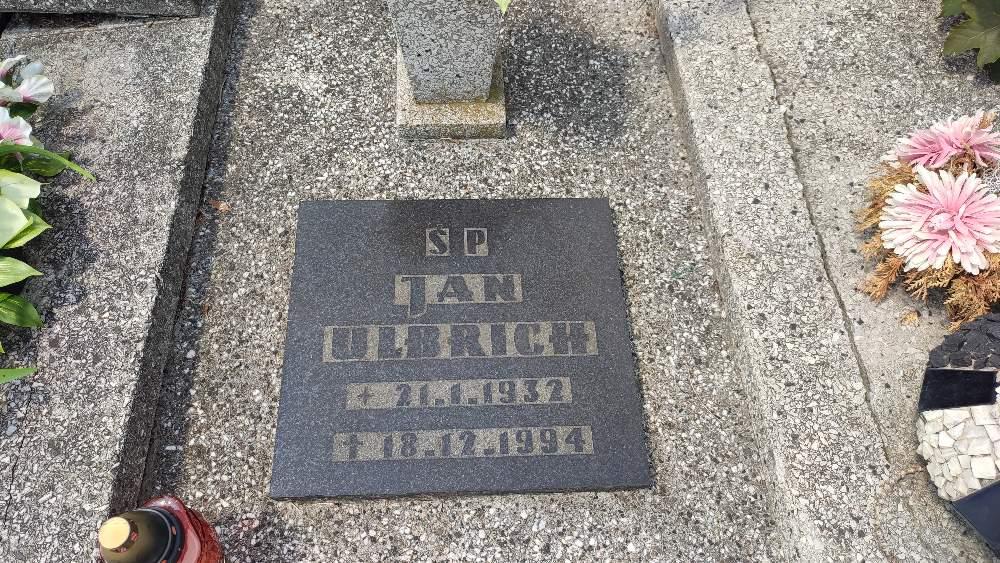 Ś P
JAN
ULBRICH
+ 21.1.1932
† 18.12.1994